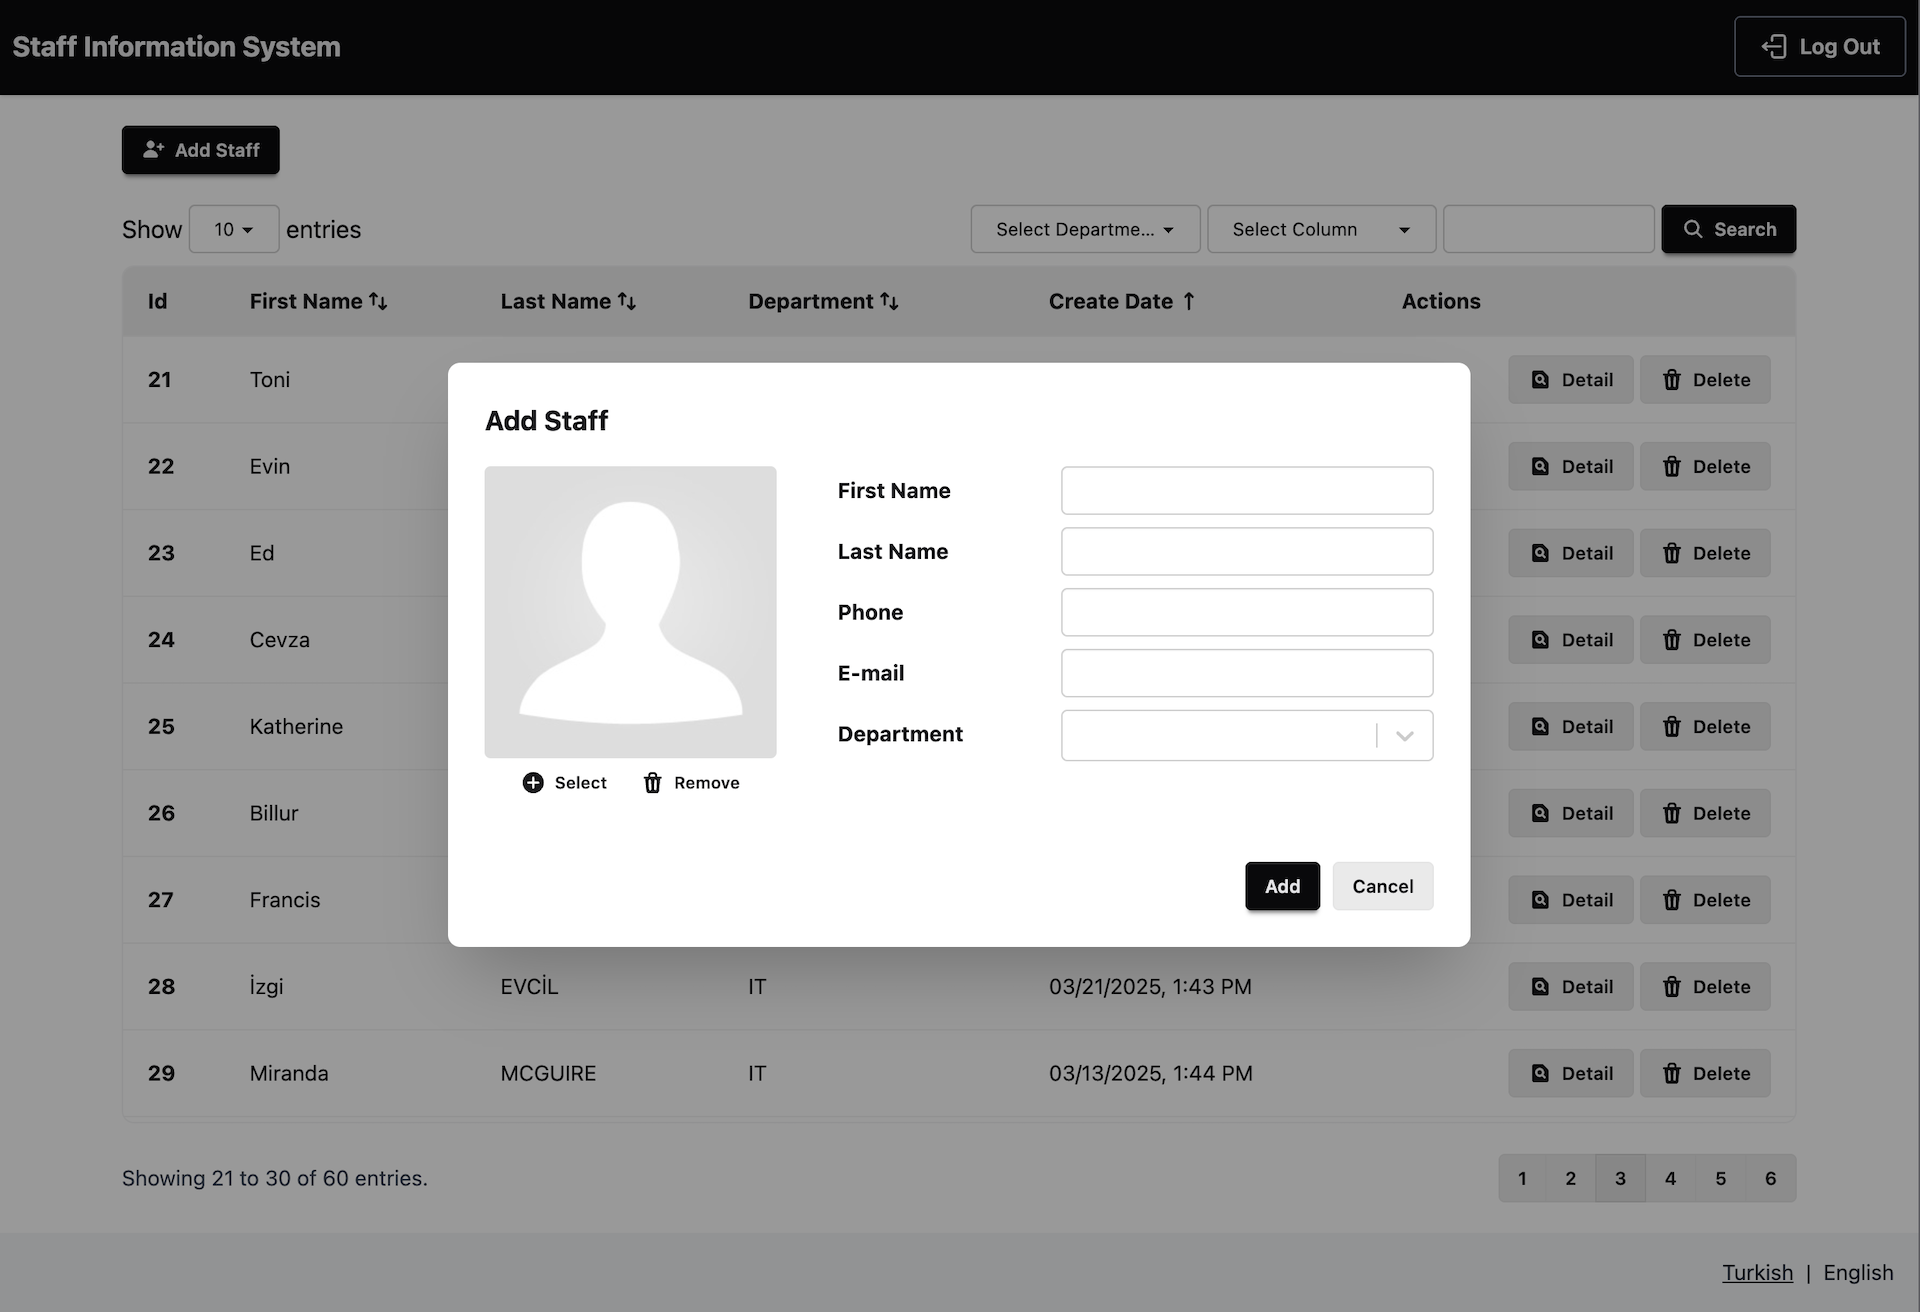 Staff Information System
Log Out
Add Staff
Show 10 entries
Select Departme...
Select Column
Search
Id First Name Last Name Department Create Date Actions
21 Toni Detail Delete
22 Evin Detail Delete
23 Ed Detail Delete
24 Cevza Detail Delete
25 Katherine Detail Delete
26 Billur Detail Delete
27 Francis Detail Delete
28 İzgi EVCİL IT 03/21/2025, 1:43 PM Detail Delete
29 Miranda MCGUIRE IT 03/13/2025, 1:44 PM Detail Delete
Add Staff
First Name
Last Name
Phone
E-mail
Department
Select Remove
Add Cancel
Showing 21 to 30 of 60 entries.
1 2 3 4 5 6
Turkish | English